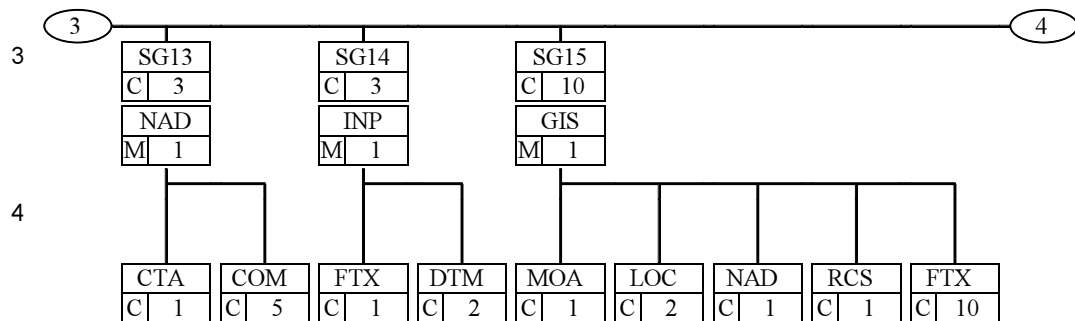 3 4
3
SG13 SG14 SG15
C 3 C 3 C 10
NAD INP GIS
M 1 M 1 M 1
4
CTA COM FTX DTM MOA LOC NAD RCS FTX
C 1 C 5 C 1 C 2 C 1 C 2 C 1 C 1 C 10